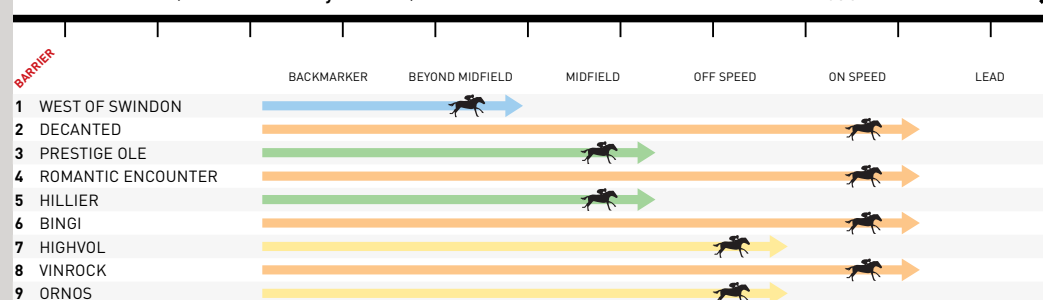 BARRIER
BACKMARKER BEYOND MIDFIELD MIDFIELD OFF SPEED ON SPEED LEAD
1 WEST OF SWINDON
2 DECANTED
3 PRESTIGE OLE
4 ROMANTIC ENCOUNTER
5 HILLIER
6 BINGI
7 HIGHVOL
8 VINROCK
9 ORNOS